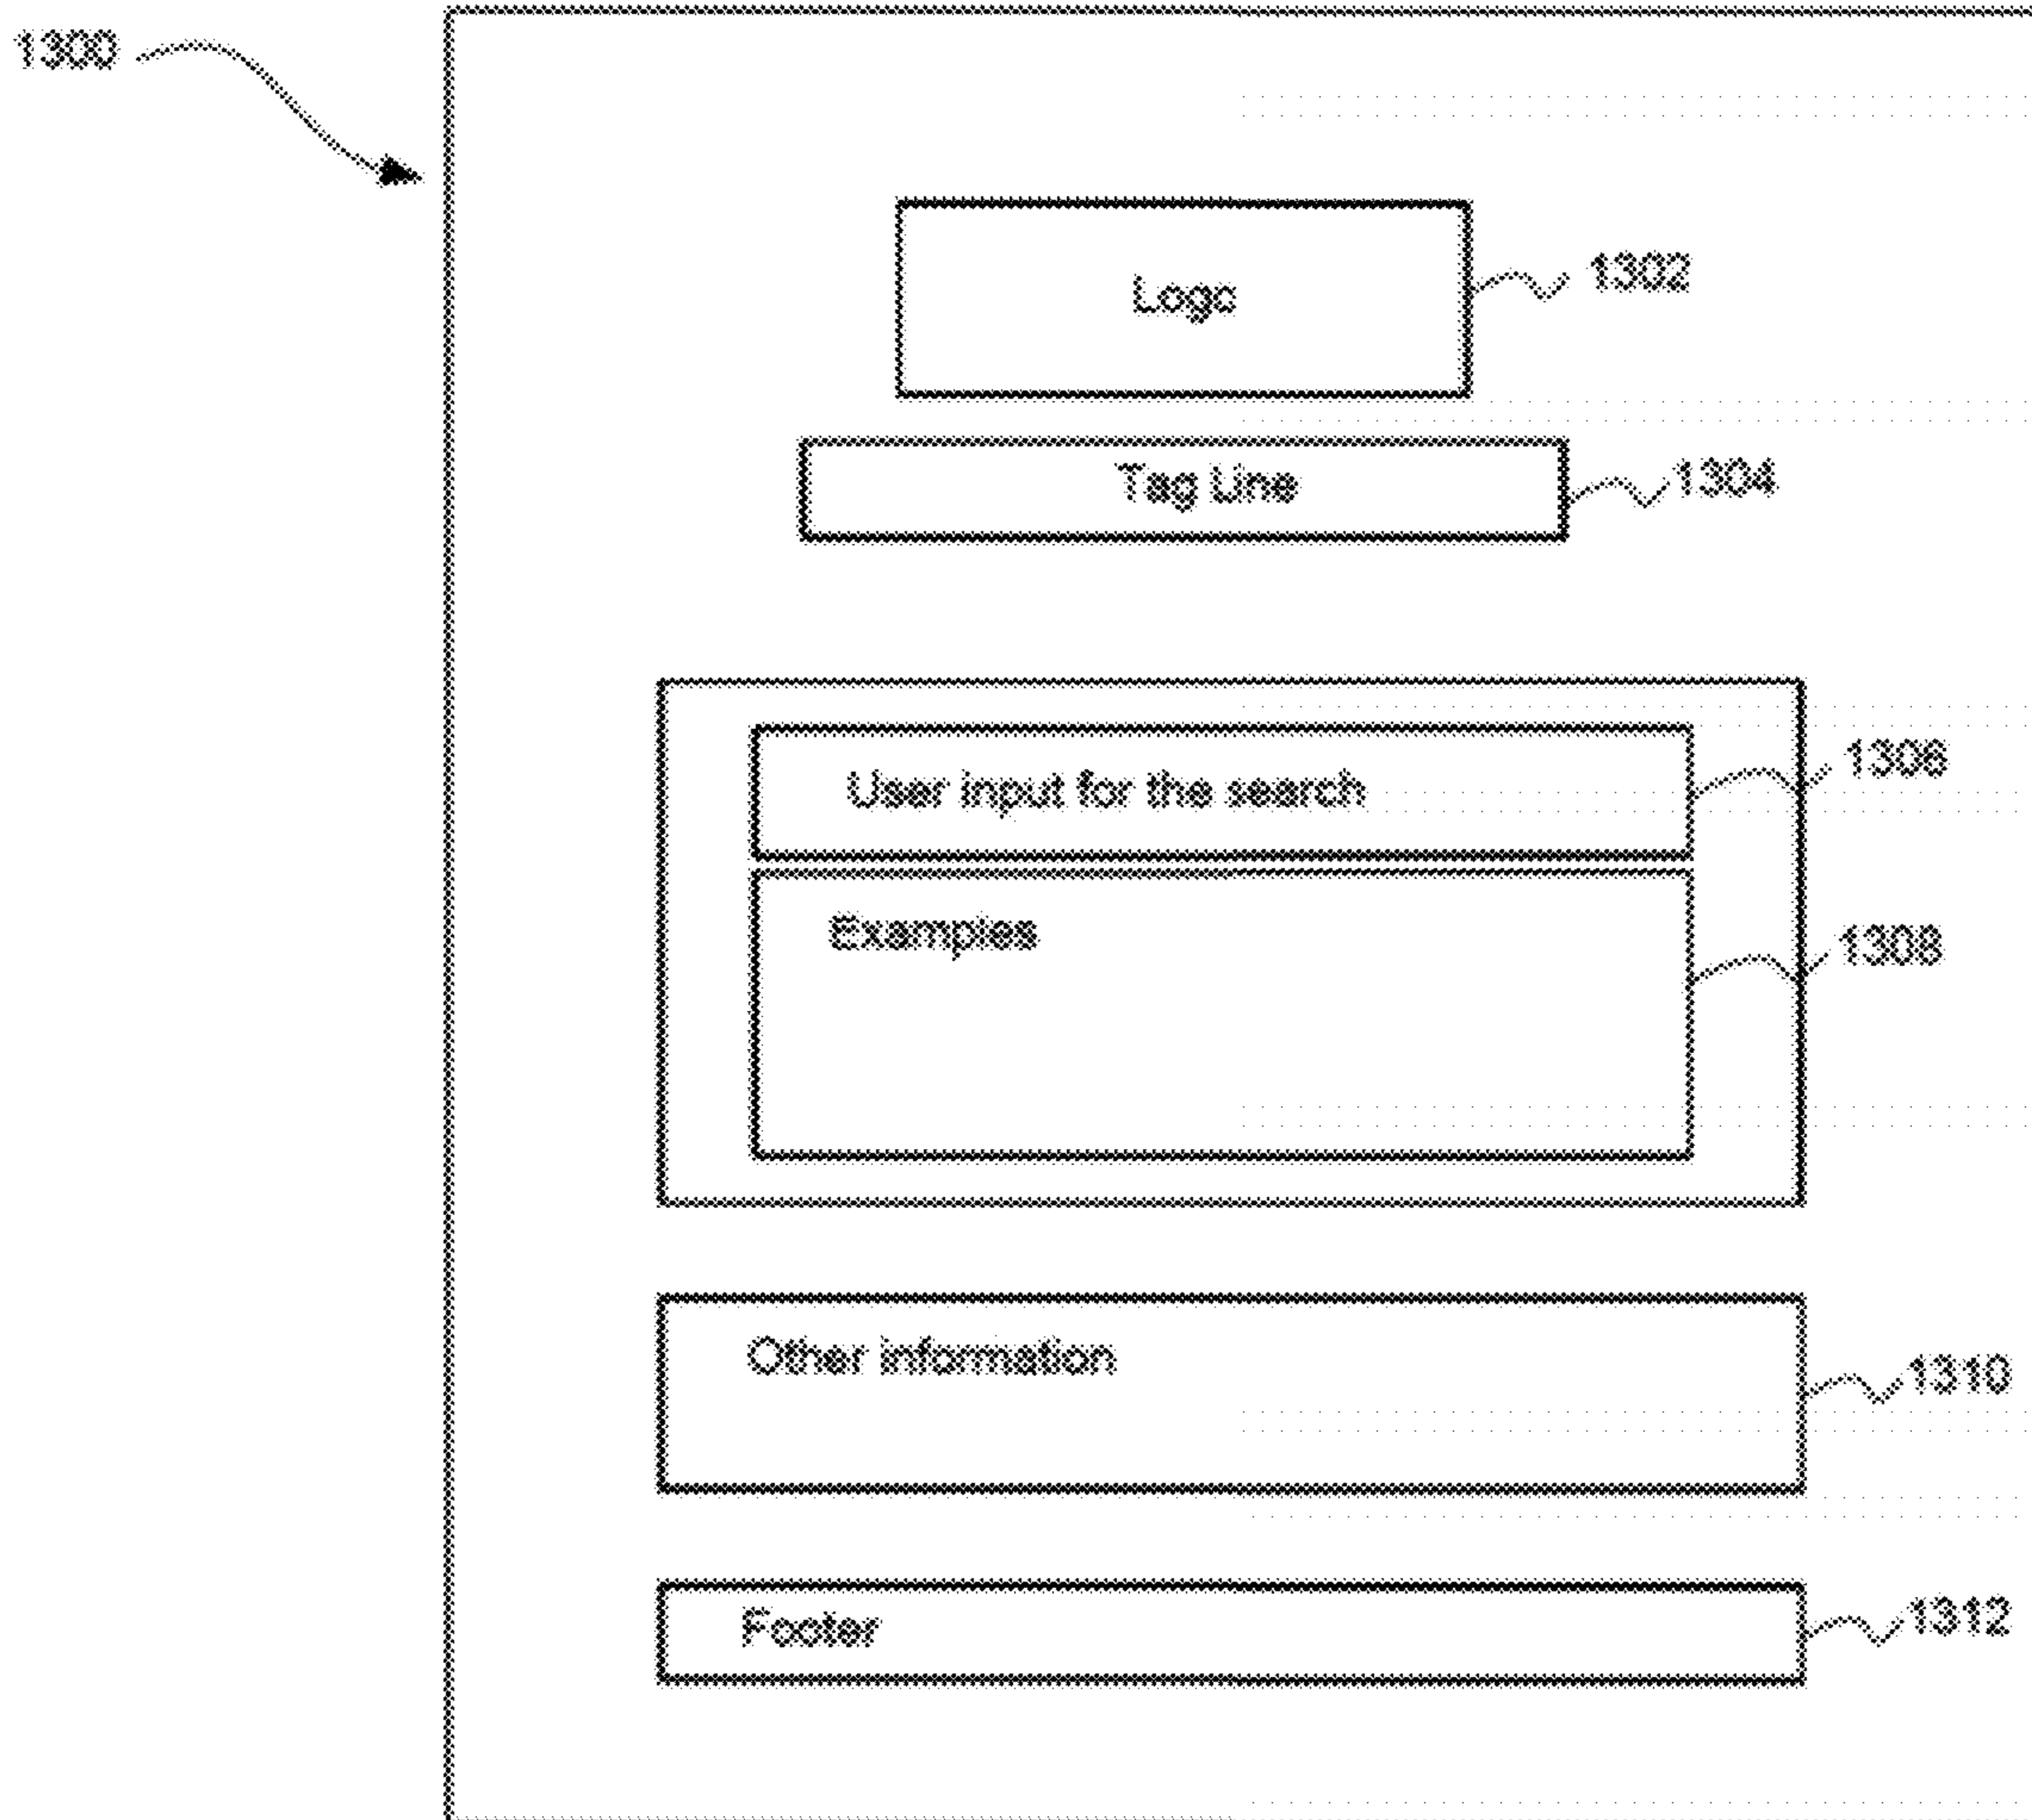 1300
Logo
1302
Tag Line
1304
User input for the search
1306
Examples
1308
Other information
1310
Footer
1312